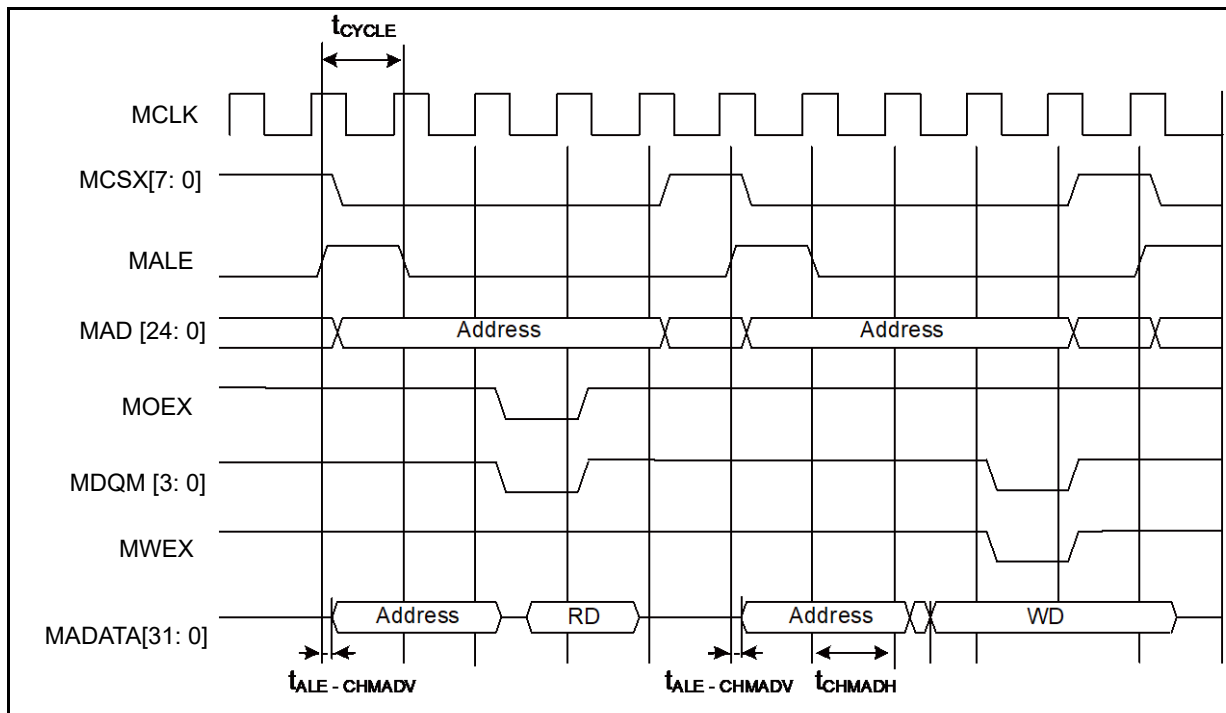 tCYCLE
MCLK
MCSX[7: 0]
MALE
MAD [24: 0]
Address
Address
MOEX
MDQM [3: 0]
MWEX
MADATA[31: 0]
Address
RD
Address
WD
tALE - CHMADV
tALE - CHMADV
tCHMADH